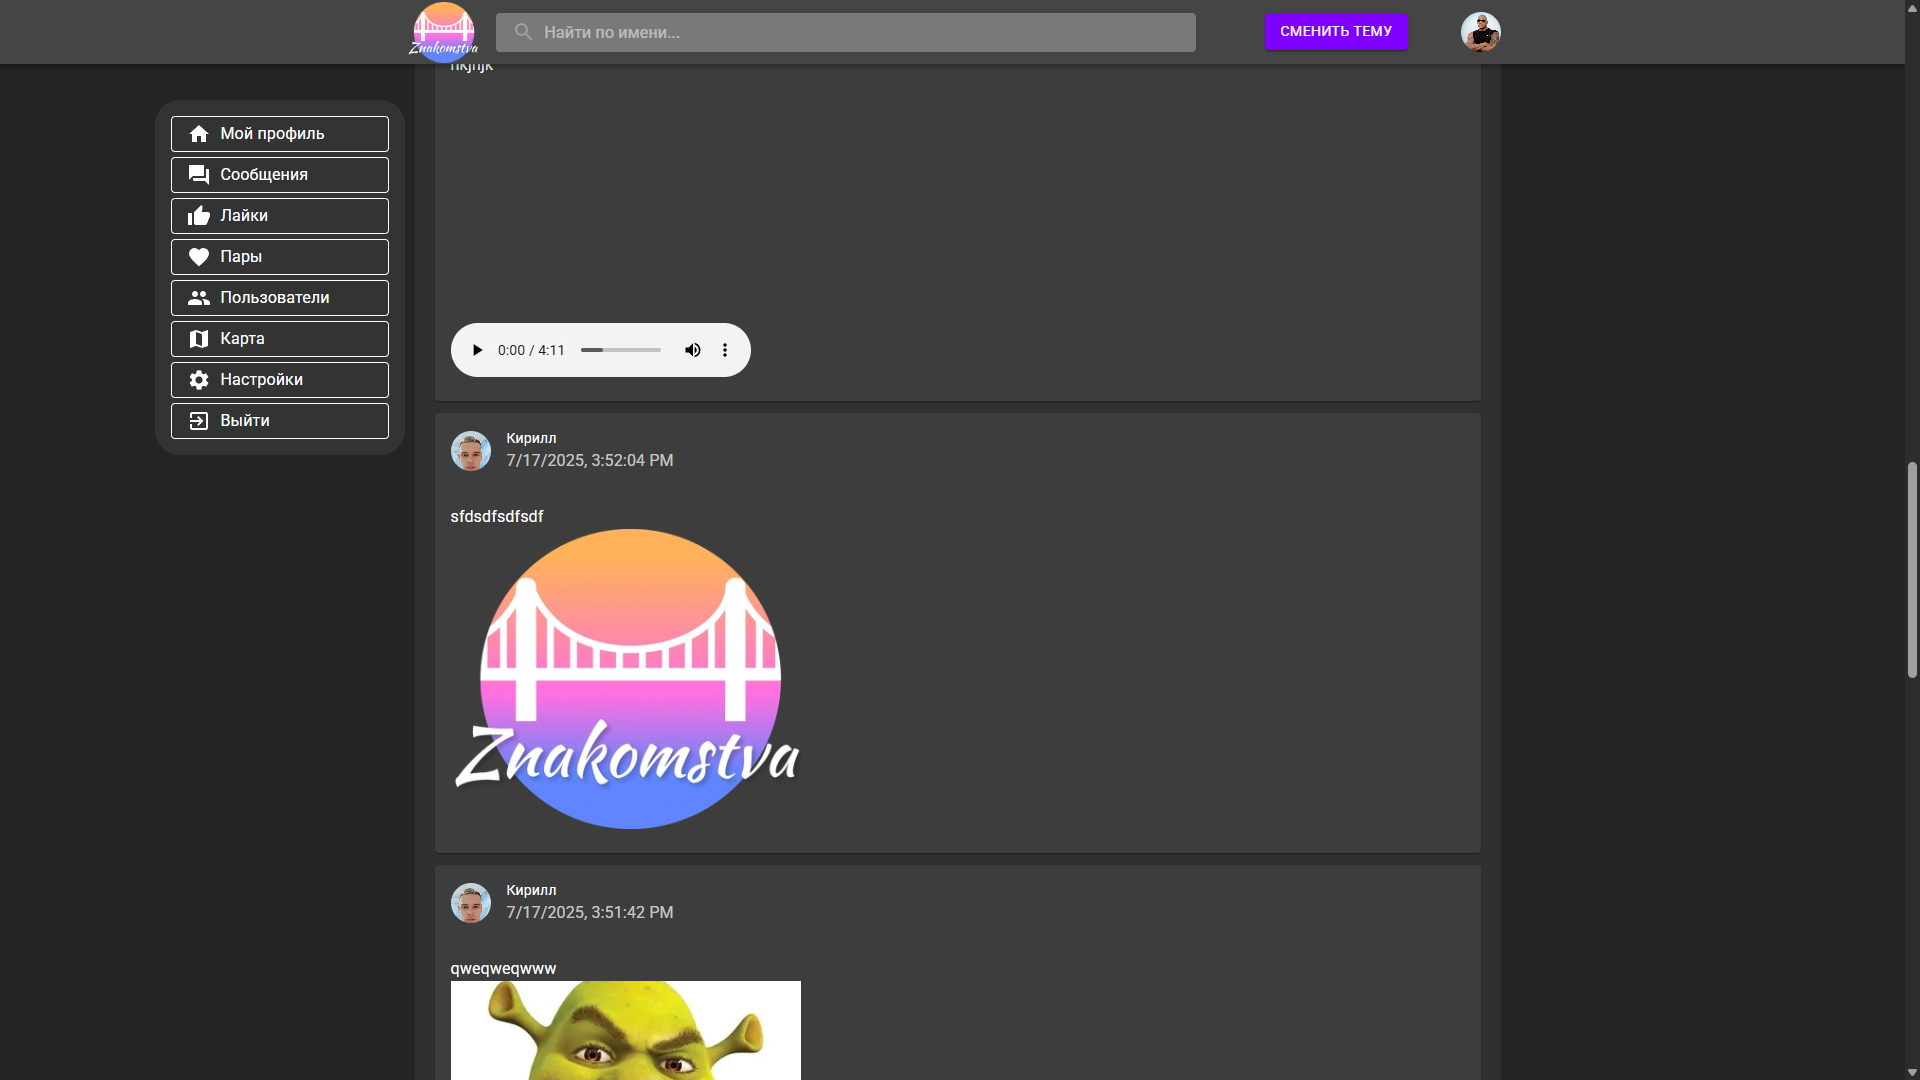 Znakomstva
Найти по имени...
СМЕНИТЬ ТЕМУ
Мой профиль
Сообщения
Лайки
Пары
Пользователи
Карта
Настройки
Выйти
0:00 / 4:11
Кирилл
7/17/2025, 3:52:04 PM
sfdsdfsdfsdf
Znakomstva
Кирилл
7/17/2025, 3:51:42 PM
qweqweqwww